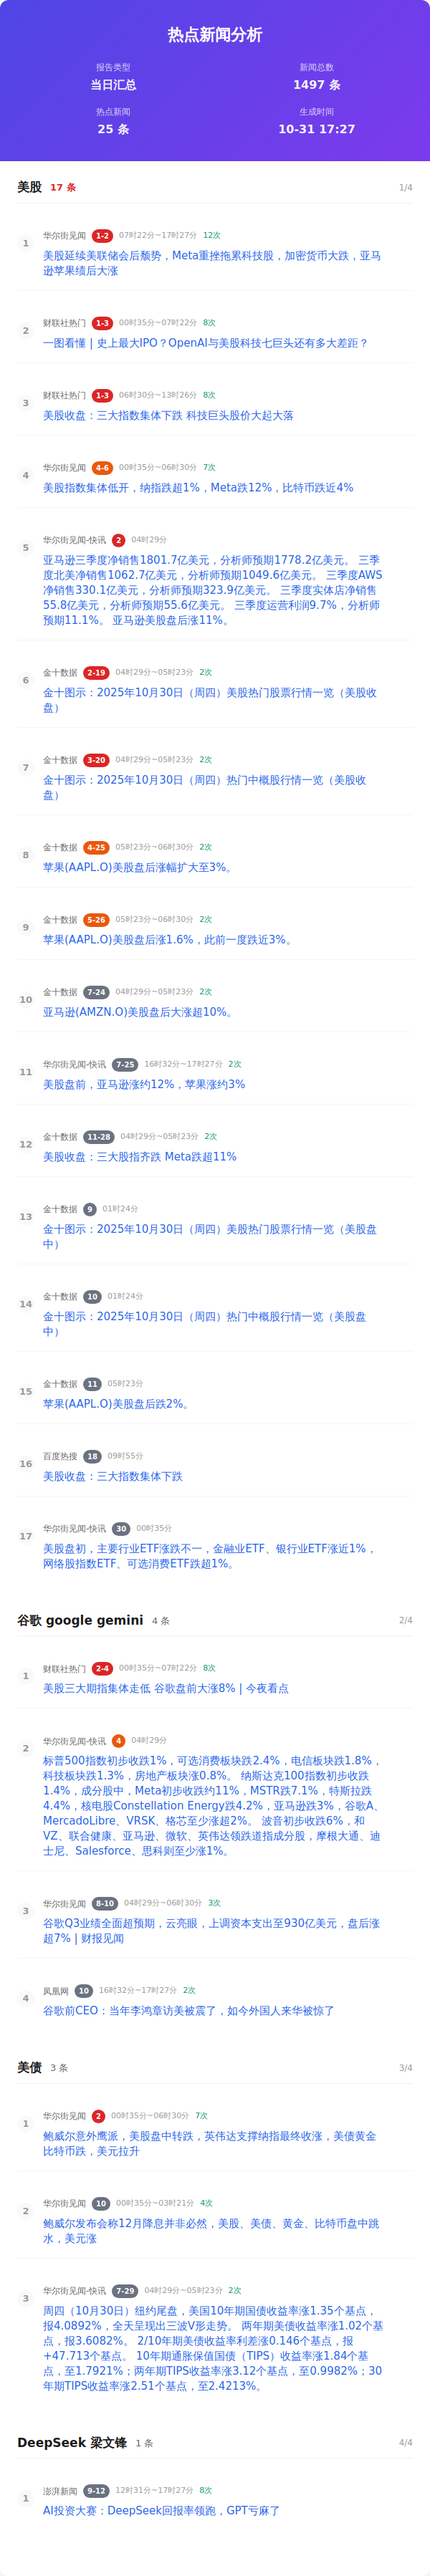 热点新闻分析
报告类型
当日汇总
新闻总数
1497 条
热点新闻
25 条
生成时间
10-31 17:27
美股 17 条 1/4
1
华尔街见闻 1-2 07时22分~17时27分 12次
美股延续美联储会后颓势，Meta重挫拖累科技股，加密货币大跌，亚马
逊苹果绩后大涨
2
财联社热门 1-3 00时35分~07时22分 8次
一图看懂 | 史上最大IPO？OpenAI与美股科技七巨头还有多大差距？
3
财联社热门 1-3 06时30分~13时26分 8次
美股收盘：三大指数集体下跌 科技巨头股价大起大落
4
华尔街见闻 4-6 00时35分~06时30分 7次
美股指数集体低开，纳指跌超1%，Meta跌12%，比特币跌近4%
5
华尔街见闻-快讯 2 04时29分
亚马逊三季度净销售1801.7亿美元，分析师预期1778.2亿美元。 三季
度北美净销售1062.7亿美元，分析师预期1049.6亿美元。 三季度AWS
净销售330.1亿美元，分析师预期323.9亿美元。 三季度实体店净销售
55.8亿美元，分析师预期55.6亿美元。 三季度运营利润9.7%，分析师
预期11.1%。 亚马逊美股盘后涨11%。
6
金十数据 2-19 04时29分~05时23分 2次
金十图示：2025年10月30日（周四）美股热门股票行情一览（美股收
盘）
7
金十数据 3-20 04时29分~05时23分 2次
金十图示：2025年10月30日（周四）热门中概股行情一览（美股收
盘）
8
金十数据 4-25 05时23分~06时30分 2次
苹果(AAPL.O)美股盘后涨幅扩大至3%。
9
金十数据 5-26 05时23分~06时30分 2次
苹果(AAPL.O)美股盘后涨1.6%，此前一度跌近3%。
10
金十数据 7-24 04时29分~05时23分 2次
亚马逊(AMZN.O)美股盘后大涨超10%。
11
华尔街见闻-快讯 7-25 16时32分~17时27分 2次
美股盘前，亚马逊涨约12%，苹果涨约3%
12
金十数据 11-28 04时29分~05时23分 2次
美股收盘：三大股指齐跌 Meta跌超11%
13
金十数据 9 01时24分
金十图示：2025年10月30日（周四）美股热门股票行情一览（美股盘
中）
14
金十数据 10 01时24分
金十图示：2025年10月30日（周四）热门中概股行情一览（美股盘
中）
15
金十数据 11 05时23分
苹果(AAPL.O)美股盘后跌2%。
16
百度热搜 18 09时55分
美股收盘：三大指数集体下跌
17
华尔街见闻-快讯 30 00时35分
美股盘初，主要行业ETF涨跌不一，金融业ETF、银行业ETF涨近1%，
网络股指数ETF、可选消费ETF跌超1%。
谷歌 google gemini 4 条 2/4
1
财联社热门 2-4 00时35分~07时22分 8次
美股三大期指集体走低 谷歌盘前大涨8% | 今夜看点
2
华尔街见闻-快讯 4 04时29分
标普500指数初步收跌1%，可选消费板块跌2.4%，电信板块跌1.8%，
科技板块跌1.3%，房地产板块涨0.8%。 纳斯达克100指数初步收跌
1.4%，成分股中，Meta初步收跌约11%，MSTR跌7.1%，特斯拉跌
4.4%，核电股Constellation Energy跌4.2%，亚马逊跌3%，谷歌A、
MercadoLibre、VRSK、格芯至少涨超2%。 波音初步收跌6%，和
VZ、联合健康、亚马逊、微软、英伟达领跌道指成分股，摩根大通、迪
士尼、Salesforce、思科则至少涨1%。
3
华尔街见闻 8-10 04时29分~06时30分 3次
谷歌Q3业绩全面超预期，云亮眼，上调资本支出至930亿美元，盘后涨
超7% | 财报见闻
4
凤凰网 10 16时32分~17时27分 2次
谷歌前CEO：当年李鸿章访美被震了，如今外国人来华被惊了
美债 3 条 3/4
1
华尔街见闻 2 00时35分~06时30分 7次
鲍威尔意外鹰派，美股盘中转跌，英伟达支撑纳指最终收涨，美债黄金
比特币跌，美元拉升
2
华尔街见闻 10 00时35分~03时21分 4次
鲍威尔发布会称12月降息并非必然，美股、美债、黄金、比特币盘中跳
水，美元涨
3
华尔街见闻-快讯 7-29 04时29分~05时23分 2次
周四（10月30日）纽约尾盘，美国10年期国债收益率涨1.35个基点，
报4.0892%，全天呈现出三波V形走势。 两年期美债收益率涨1.02个基
点，报3.6082%。 2/10年期美债收益率利差涨0.146个基点，报
+47.713个基点。 10年期通胀保值国债（TIPS）收益率涨1.84个基
点，至1.7921%；两年期TIPS收益率涨3.12个基点，至0.9982%；30
年期TIPS收益率涨2.51个基点，至2.4213%。
DeepSeek 梁文锋 1 条 4/4
1
澎湃新闻 9-12 12时31分~17时27分 8次
AI投资大赛：DeepSeek回报率领跑，GPT亏麻了